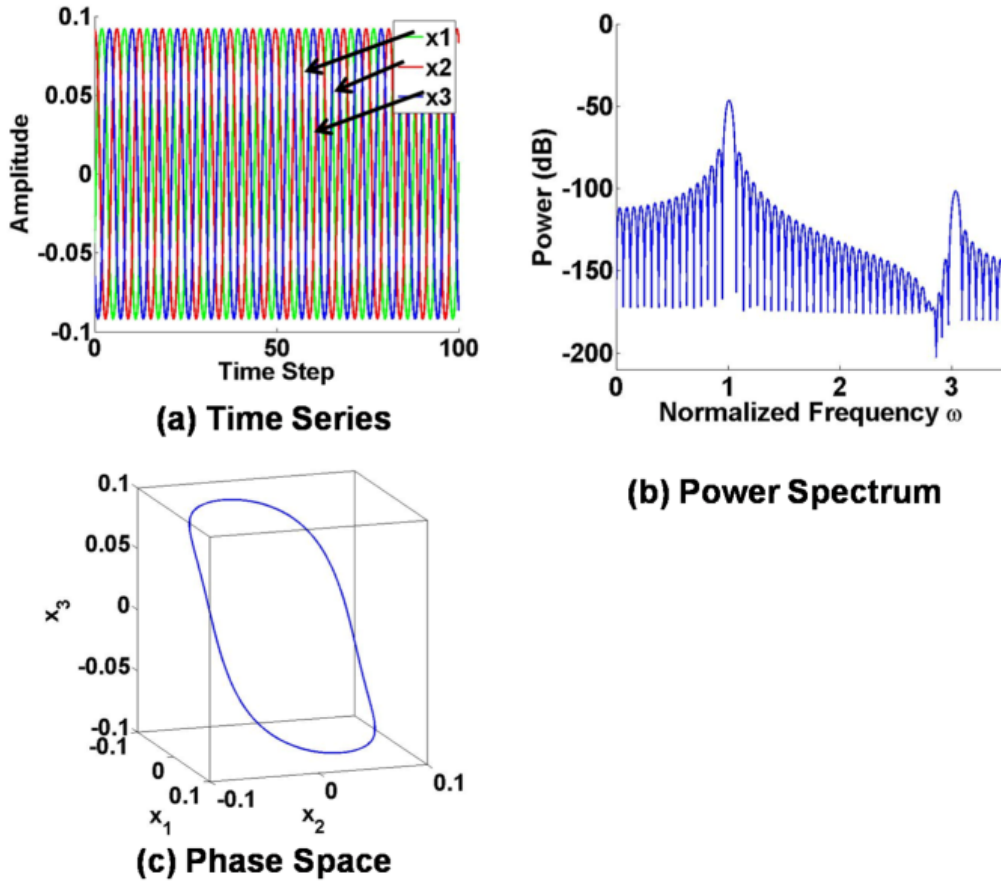 0.1
0.05
0
-0.05
-0.1
Amplitude
x1
x2
x3
0
50
100
Time Step
(a) Time Series
0
-50
-100
-150
-200
Power (dB)
0
1
2
3
Normalized Frequency ω
(b) Power Spectrum
0.1
0.05
0
-0.05
-0.1
x3
-0.1
0
0.1
x1
-0.1
0
0.1
x2
(c) Phase Space